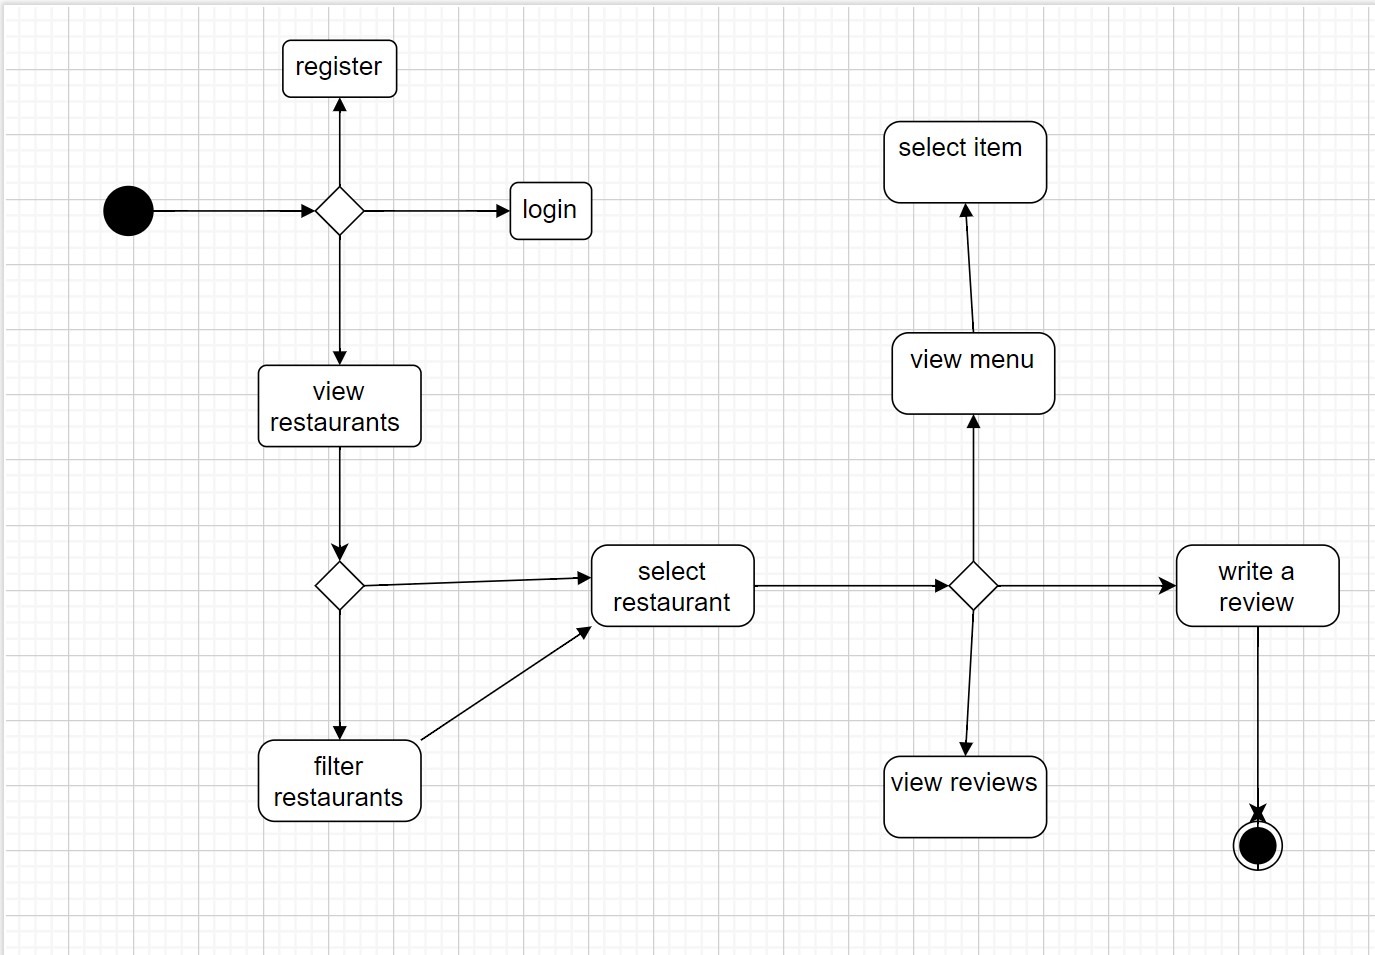 register
login
select item
view menu
view
restaurants
select
restaurant
write a
review
filter
restaurants
view reviews